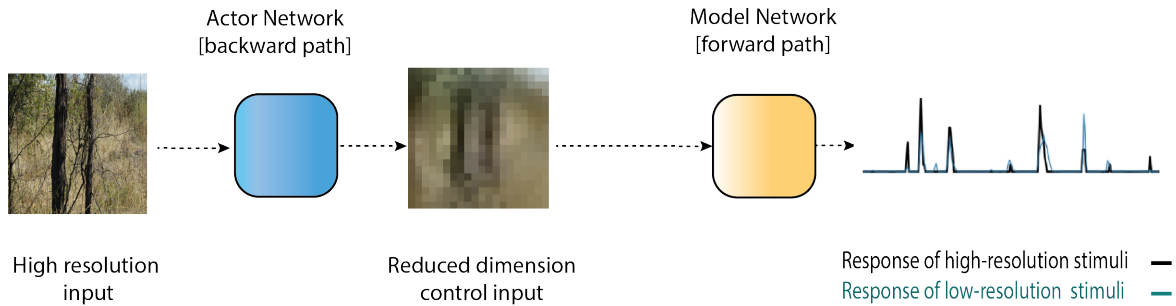 Actor Network
[backward path]
Model Network
[forward path]
High resolution
input
Reduced dimension
control input
Response of high-resolution stimuli
Response of low-resolution stimuli